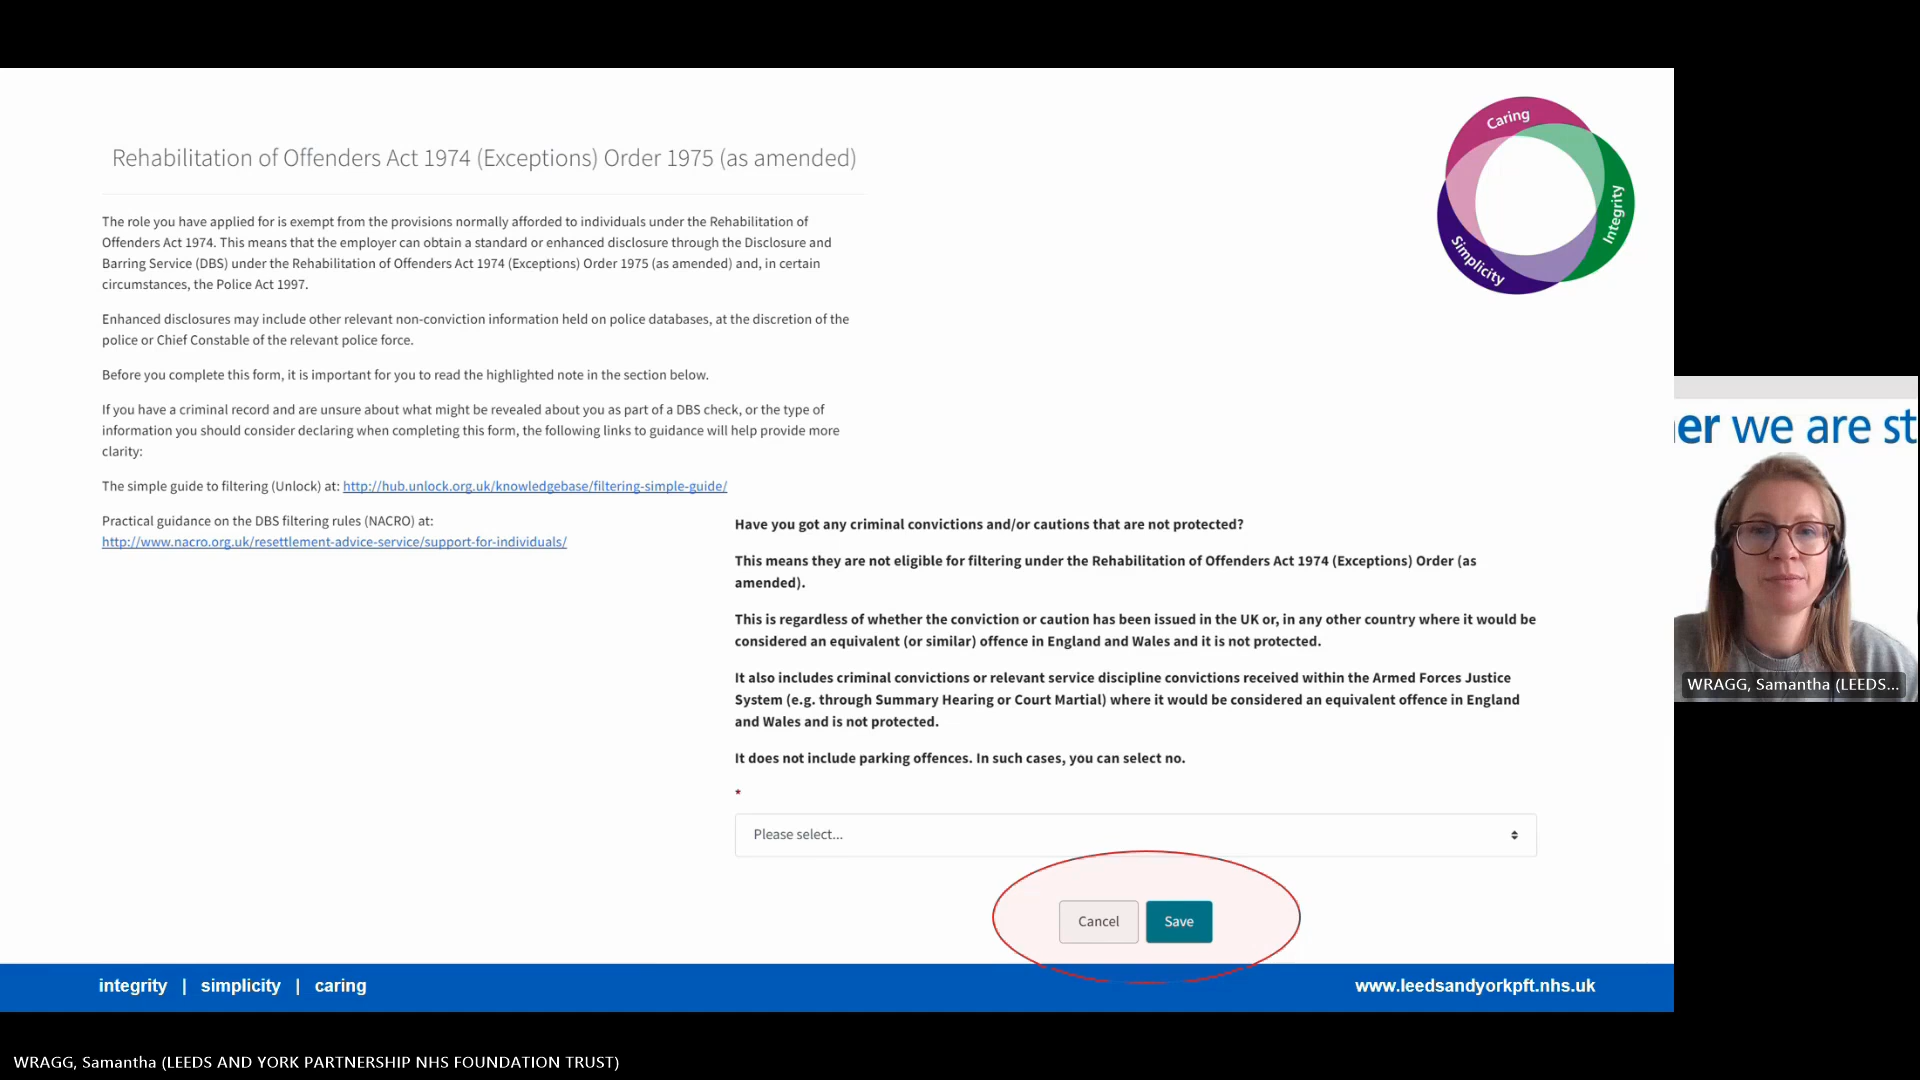 Caring
Integrity
Simplicity
Rehabilitation of Offenders Act 1974 (Exceptions) Order 1975 (as amended)
The role you have applied for is exempt from the provisions normally afforded to individuals under the Rehabilitation of
Offenders Act 1974. This means that the employer can obtain a standard or enhanced disclosure through the Disclosure and
Barring Service (DBS) under the Rehabilitation of Offenders Act 1974 (Exceptions) Order 1975 (as amended) and, in certain
circumstances, the Police Act 1997.
Enhanced disclosures may include other relevant non-conviction information held on police databases, at the discretion of the
police or Chief Constable of the relevant police force.
Before you complete this form, it is important for you to read the highlighted note in the section below.
If you have a criminal record and are unsure about what might be revealed about you as part of a DBS check, or the type of
information you should consider declaring when completing this form, the following links to guidance will help provide more
clarity:
The simple guide to filtering (Unlock) at: http://hub.unlock.org.uk/knowledgebase/filtering-simple-guide/
Practical guidance on the DBS filtering rules (NACRO) at:
http://www.nacro.org.uk/resettlement-advice-service/support-for-individuals/
Have you got any criminal convictions and/or cautions that are not protected?
This means they are not eligible for filtering under the Rehabilitation of Offenders Act 1974 (Exceptions) Order (as
amended).
This is regardless of whether the conviction or caution has been issued in the UK or, in any other country where it would be
considered an equivalent (or similar) offence in England and Wales and it is not protected.
It also includes criminal convictions or relevant service discipline convictions received within the Armed Forces Justice
System (e.g. through Summary Hearing or Court Martial) where it would be considered an equivalent offence in England
and Wales and is not protected.
It does not include parking offences. In such cases, you can select no.
*
Please select...
Cancel
Save
integrity | simplicity | caring
www.leedsandyorkpft.nhs.uk
er we are st
WRAGG, Samantha (LEEDS...
WRAGG, Samantha (LEEDS AND YORK PARTNERSHIP NHS FOUNDATION TRUST)